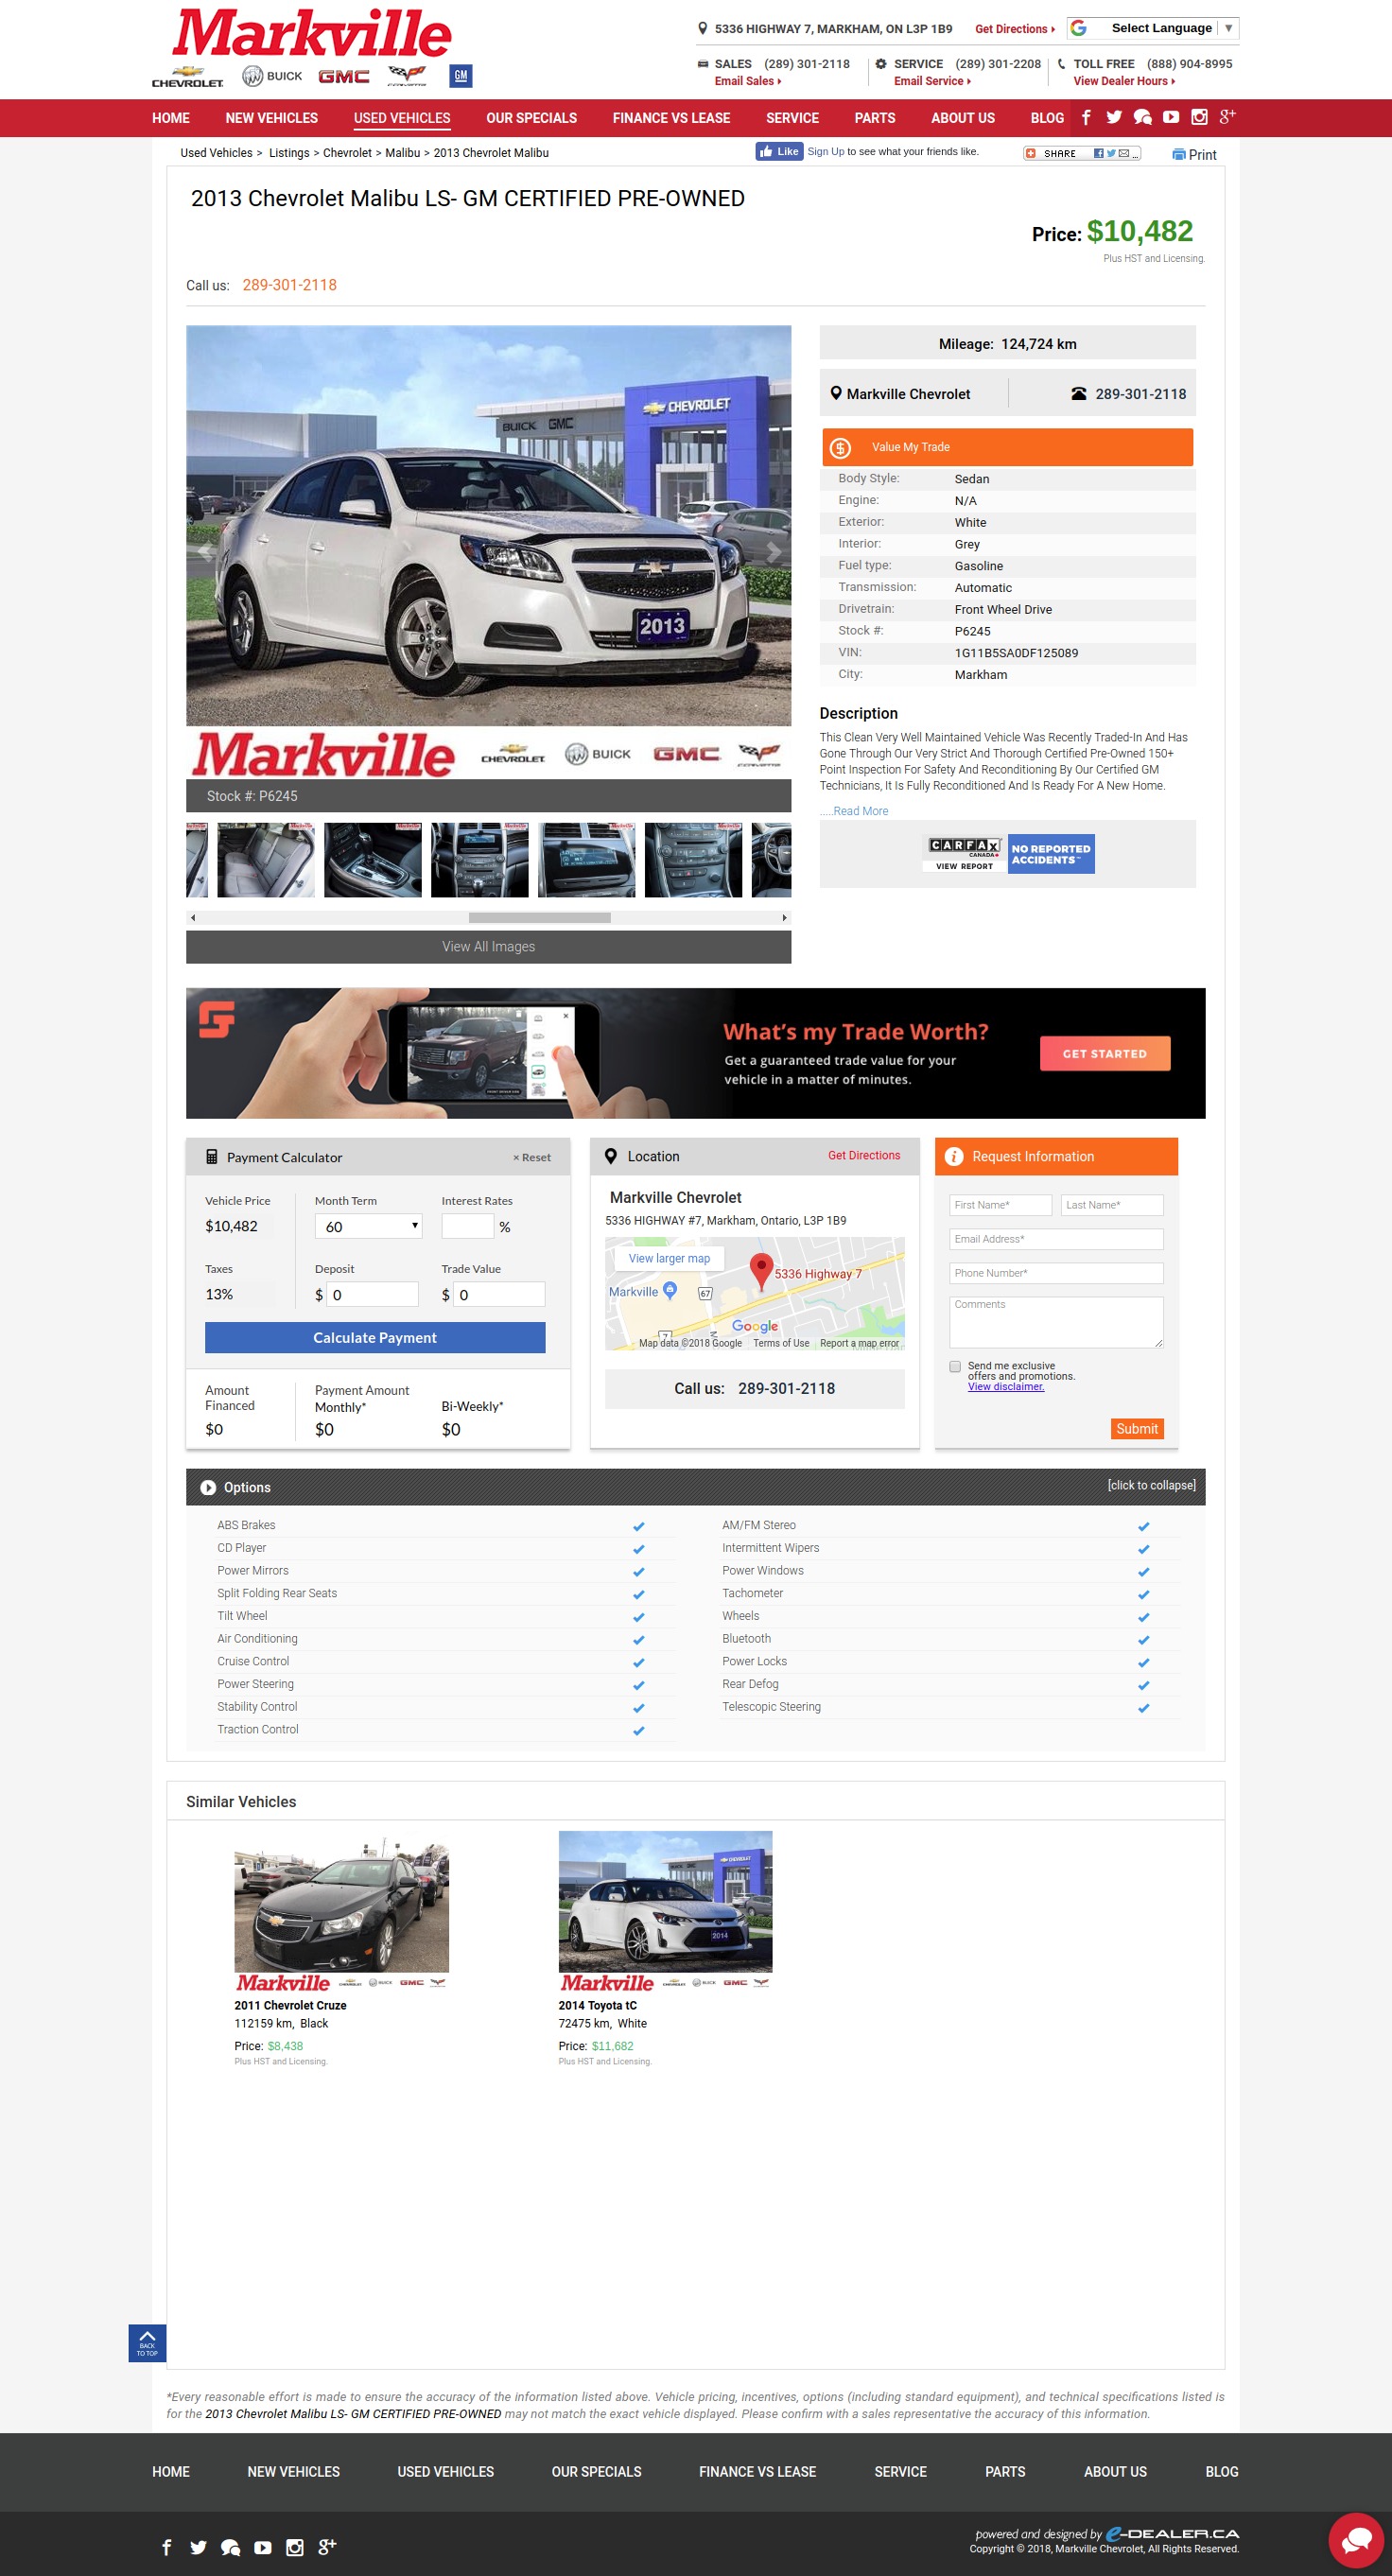 Markville
CHEVROLET BUICK GMC CORVETTE GM
5336 HIGHWAY 7, MARKHAM, ON L3P 1B9 Get Directions Select Language ▼
SALES (289) 301-2118 SERVICE (289) 301-2208 TOLL FREE (888) 904-8995
Email Sales Email Service View Dealer Hours
HOME NEW VEHICLES USED VEHICLES OUR SPECIALS FINANCE VS LEASE SERVICE PARTS ABOUT US BLOG
Used Vehicles > Listings > Chevrolet > Malibu > 2013 Chevrolet Malibu Like Sign Up to see what your friends like. SHARE Print
2013 Chevrolet Malibu LS- GM CERTIFIED PRE-OWNED
Price: $10,482
Plus HST and Licensing.
Call us: 289-301-2118
BUICK GMC CHEVROLET
2013
Markville CHEVROLET BUICK GMC CORVETTE
Stock #: P6245
View All Images
Mileage: 124,724 km
Markville Chevrolet 289-301-2118
Value My Trade
Body Style: Sedan
Engine: N/A
Exterior: White
Interior: Grey
Fuel type: Gasoline
Transmission: Automatic
Drivetrain: Front Wheel Drive
Stock #: P6245
VIN: 1G11B5SA0DF125089
City: Markham
Description
This Clean Very Well Maintained Vehicle Was Recently Traded-In And Has
Gone Through Our Very Strict And Thorough Certified Pre-Owned 150+
Point Inspection For Safety And Reconditioning By Our Certified GM
Technicians, It Is Fully Reconditioned And Is Ready For A New Home.
.....Read More
CARFAX CANADA VIEW REPORT
NO REPORTED ACCIDENTS™
What's my Trade Worth?
Get a guaranteed trade value for your
vehicle in a matter of minutes.
GET STARTED
Payment Calculator × Reset
Vehicle Price Month Term Interest Rates
$10,482 60 %
Taxes Deposit Trade Value
13% $ 0 $ 0
Calculate Payment
Amount Financed Payment Amount
Monthly* Bi-Weekly*
$0 $0 $0
Location Get Directions
Markville Chevrolet
5336 HIGHWAY #7, Markham, Ontario, L3P 1B9
View larger map
5336 Highway 7
Markville 67
Google
7
Map data ©2018 Google Terms of Use Report a map error
Call us: 289-301-2118
Request Information
First Name* Last Name*
Email Address*
Phone Number*
Comments
Send me exclusive
offers and promotions.
View disclaimer.
Submit
Options [click to collapse]
ABS Brakes AM/FM Stereo
CD Player Intermittent Wipers
Power Mirrors Power Windows
Split Folding Rear Seats Tachometer
Tilt Wheel Wheels
Air Conditioning Bluetooth
Cruise Control Power Locks
Power Steering Rear Defog
Stability Control Telescopic Steering
Traction Control
Similar Vehicles
CHEVROLET
2014
Markville CHEVROLET BUICK GMC Markville CHEVROLET BUICK GMC
2011 Chevrolet Cruze 2014 Toyota tC
112159 km, Black 72475 km, White
Price: $8,438 Price: $11,682
Plus HST and Licensing. Plus HST and Licensing.
BACK
TO TOP
*Every reasonable effort is made to ensure the accuracy of the information listed above. Vehicle pricing, incentives, options (including standard equipment), and technical specifications listed is
for the 2013 Chevrolet Malibu LS- GM CERTIFIED PRE-OWNED may not match the exact vehicle displayed. Please confirm with a sales representative the accuracy of this information.
HOME NEW VEHICLES USED VEHICLES OUR SPECIALS FINANCE VS LEASE SERVICE PARTS ABOUT US BLOG
powered and designed by e-DEALER.CA
Copyright © 2018, Markville Chevrolet, All Rights Reserved.